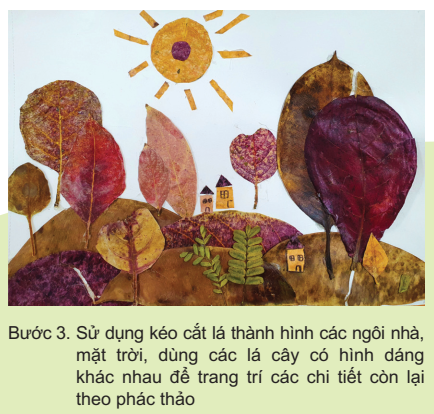 Bước 3. Sử dụng kéo cắt lá thành hình các ngôi nhà,
mặt trời, dùng các lá cây có hình dáng
khác nhau để trang trí các chi tiết còn lại
theo phác thảo